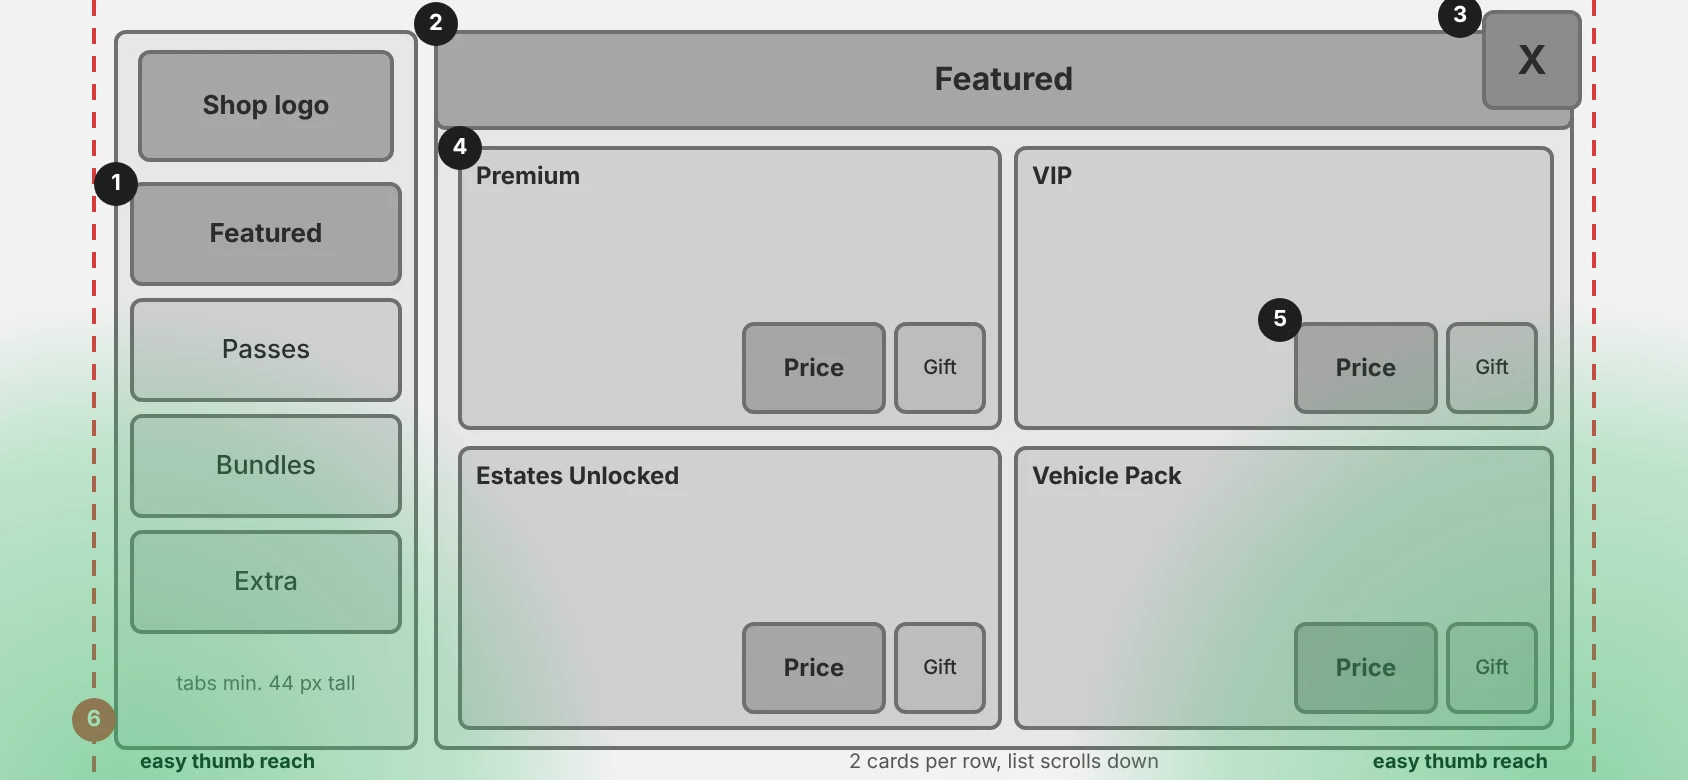 2
3
X
Featured
Shop logo
1
Featured
Passes
Bundles
Extra
tabs min. 44 px tall
6
4
Premium
Price
Gift
VIP
5
Price
Gift
Estates Unlocked
Price
Gift
Vehicle Pack
Price
Gift
easy thumb reach
2 cards per row, list scrolls down
easy thumb reach